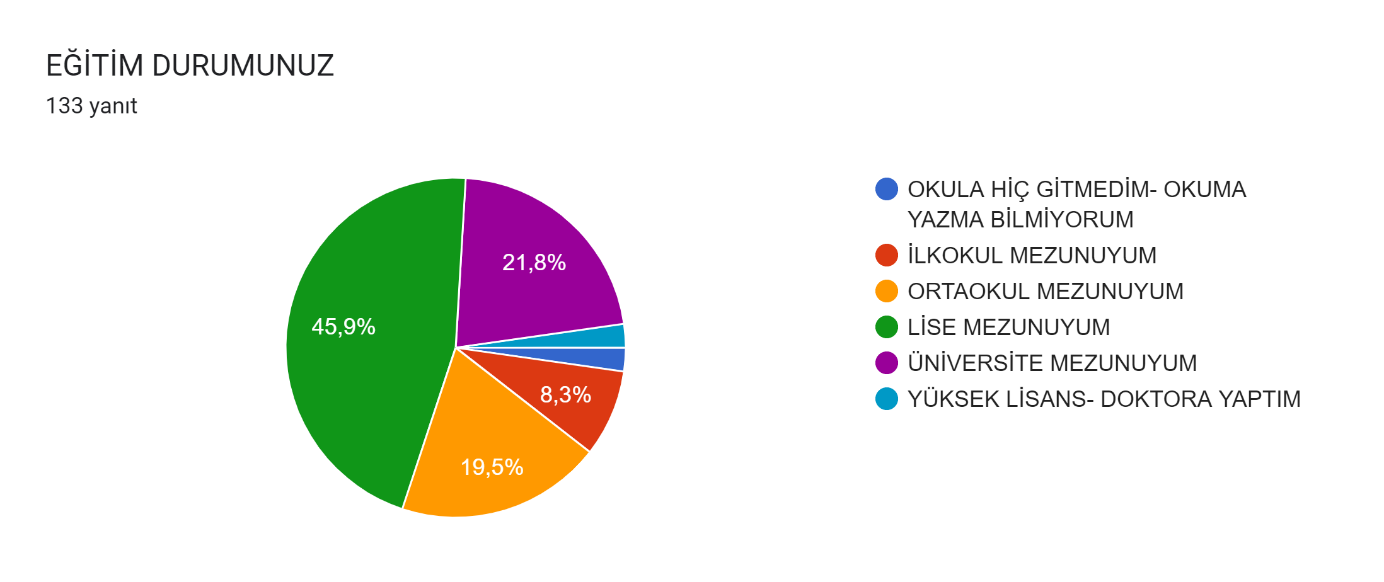 EĞİTİM DURUMUNUZ
133 yanıt
OKULA HİÇ GİTMEDİM- OKUMA
YAZMA BİLMİYORUM
İLKOKUL MEZUNUYUM
ORTAOKUL MEZUNUYUM
LİSE MEZUNUYUM
ÜNİVERSİTE MEZUNUYUM
YÜKSEK LİSANS- DOKTORA YAPTIM
21,8%
45,9%
8,3%
19,5%